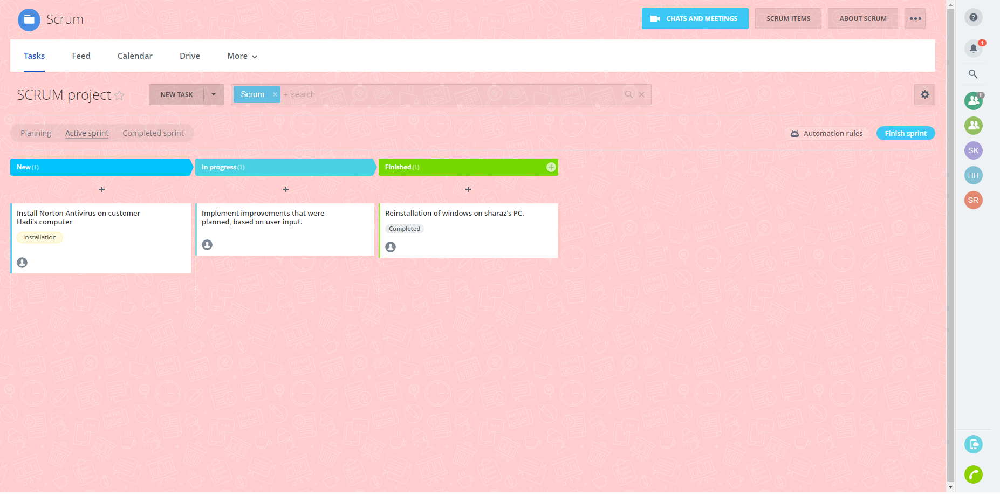 Scrum
CHATS AND MEETINGS
SCRUM ITEMS
ABOUT SCRUM
1
Tasks
Feed
Calendar
Drive
More
SCRUM project
NEW TASK
Scrum ×
+ search
1
Planning
Active sprint
Completed sprint
Automation rules
Finish sprint
SK
New (1)
In progress (1)
Finished (1)
HH
SR
Install Norton Antivirus on customer
Hadi's computer
Installation
Implement improvements that were
planned, based on user input.
Reinstallation of windows on sharaz's PC.
Completed